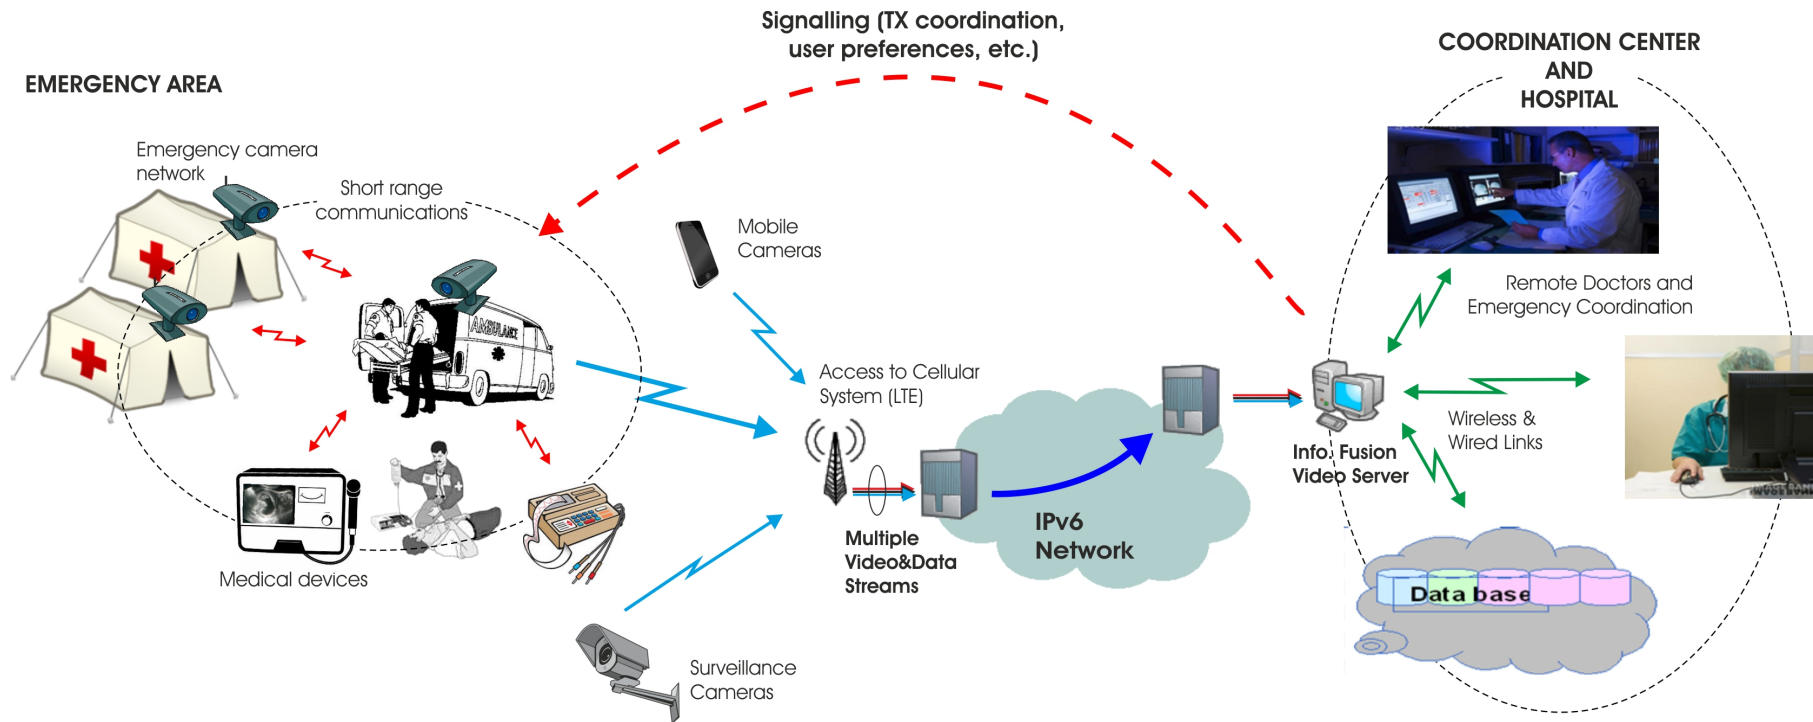 Signalling (TX coordination,
user preferences, etc.)
COORDINATION CENTER
AND
HOSPITAL
EMERGENCY AREA
Emergency camera
network
Short range
communications
Mobile
Cameras
Remote Doctors and
Emergency Coordination
AMBULANCE
Access to Cellular
System (LTE)
Wireless &
Wired Links
Info. Fusion
Video Server
IPv6
Network
Multiple
Video&Data
Streams
Medical devices
Data base
Surveillance
Cameras